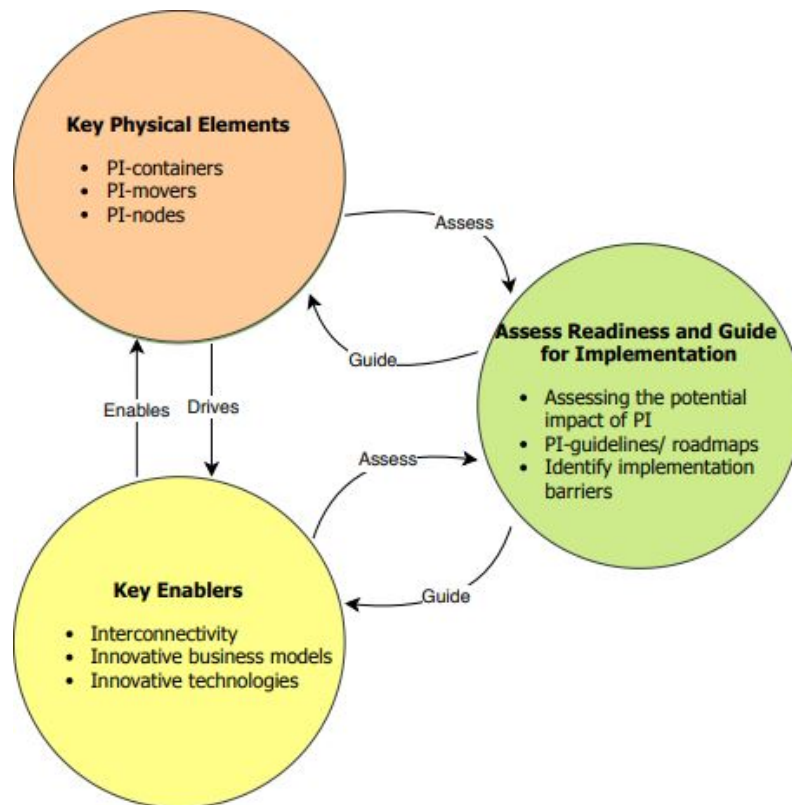 Key Physical Elements
• PI-containers
• PI-movers
• PI-nodes
Assess
Guide
Assess Readiness and Guide
for Implementation
• Assessing the potential
impact of PI
• PI-guidelines/ roadmaps
• Identify implementation
barriers
Enables
Drives
Assess
Guide
Key Enablers
• Interconnectivity
• Innovative business models
• Innovative technologies